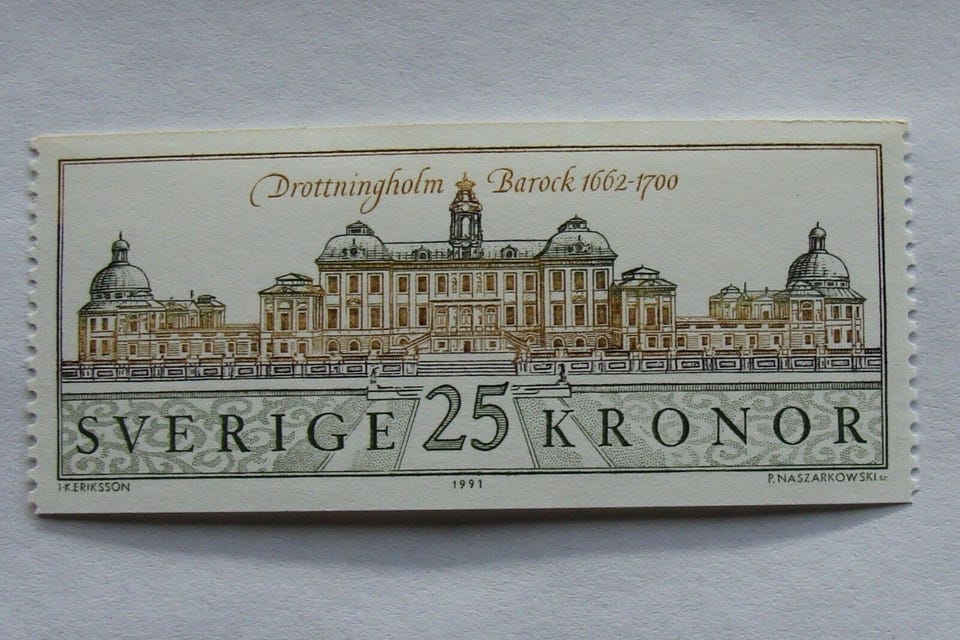 Drottningholm Barock 1662-1700
SVERIGE 25 KRONOR
I-K.ERIKSSON 1991 P.NASZARKOWSKI sc.